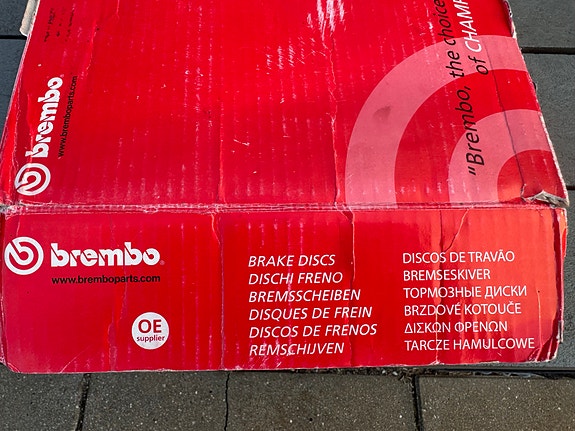 brembo
www.bremboparts.com
"Brembo, the choice
of CHAM
brembo
www.bremboparts.com
OE
supplier
BRAKE DISCS
DISCHI FRENO
BREMSSCHEIBEN
DISQUES DE FREIN
DISCOS DE FRENOS
REMSCHIJVEN
DISCOS DE TRAVÃO
BREMSESKIVER
ТОРМОЗНЫЕ ДИСКИ
BRZDOVÉ KOTOUČE
ΔΙΣΚΩΝ ΦΡΕΝΩΝ
TARCZE HAMULCOWE